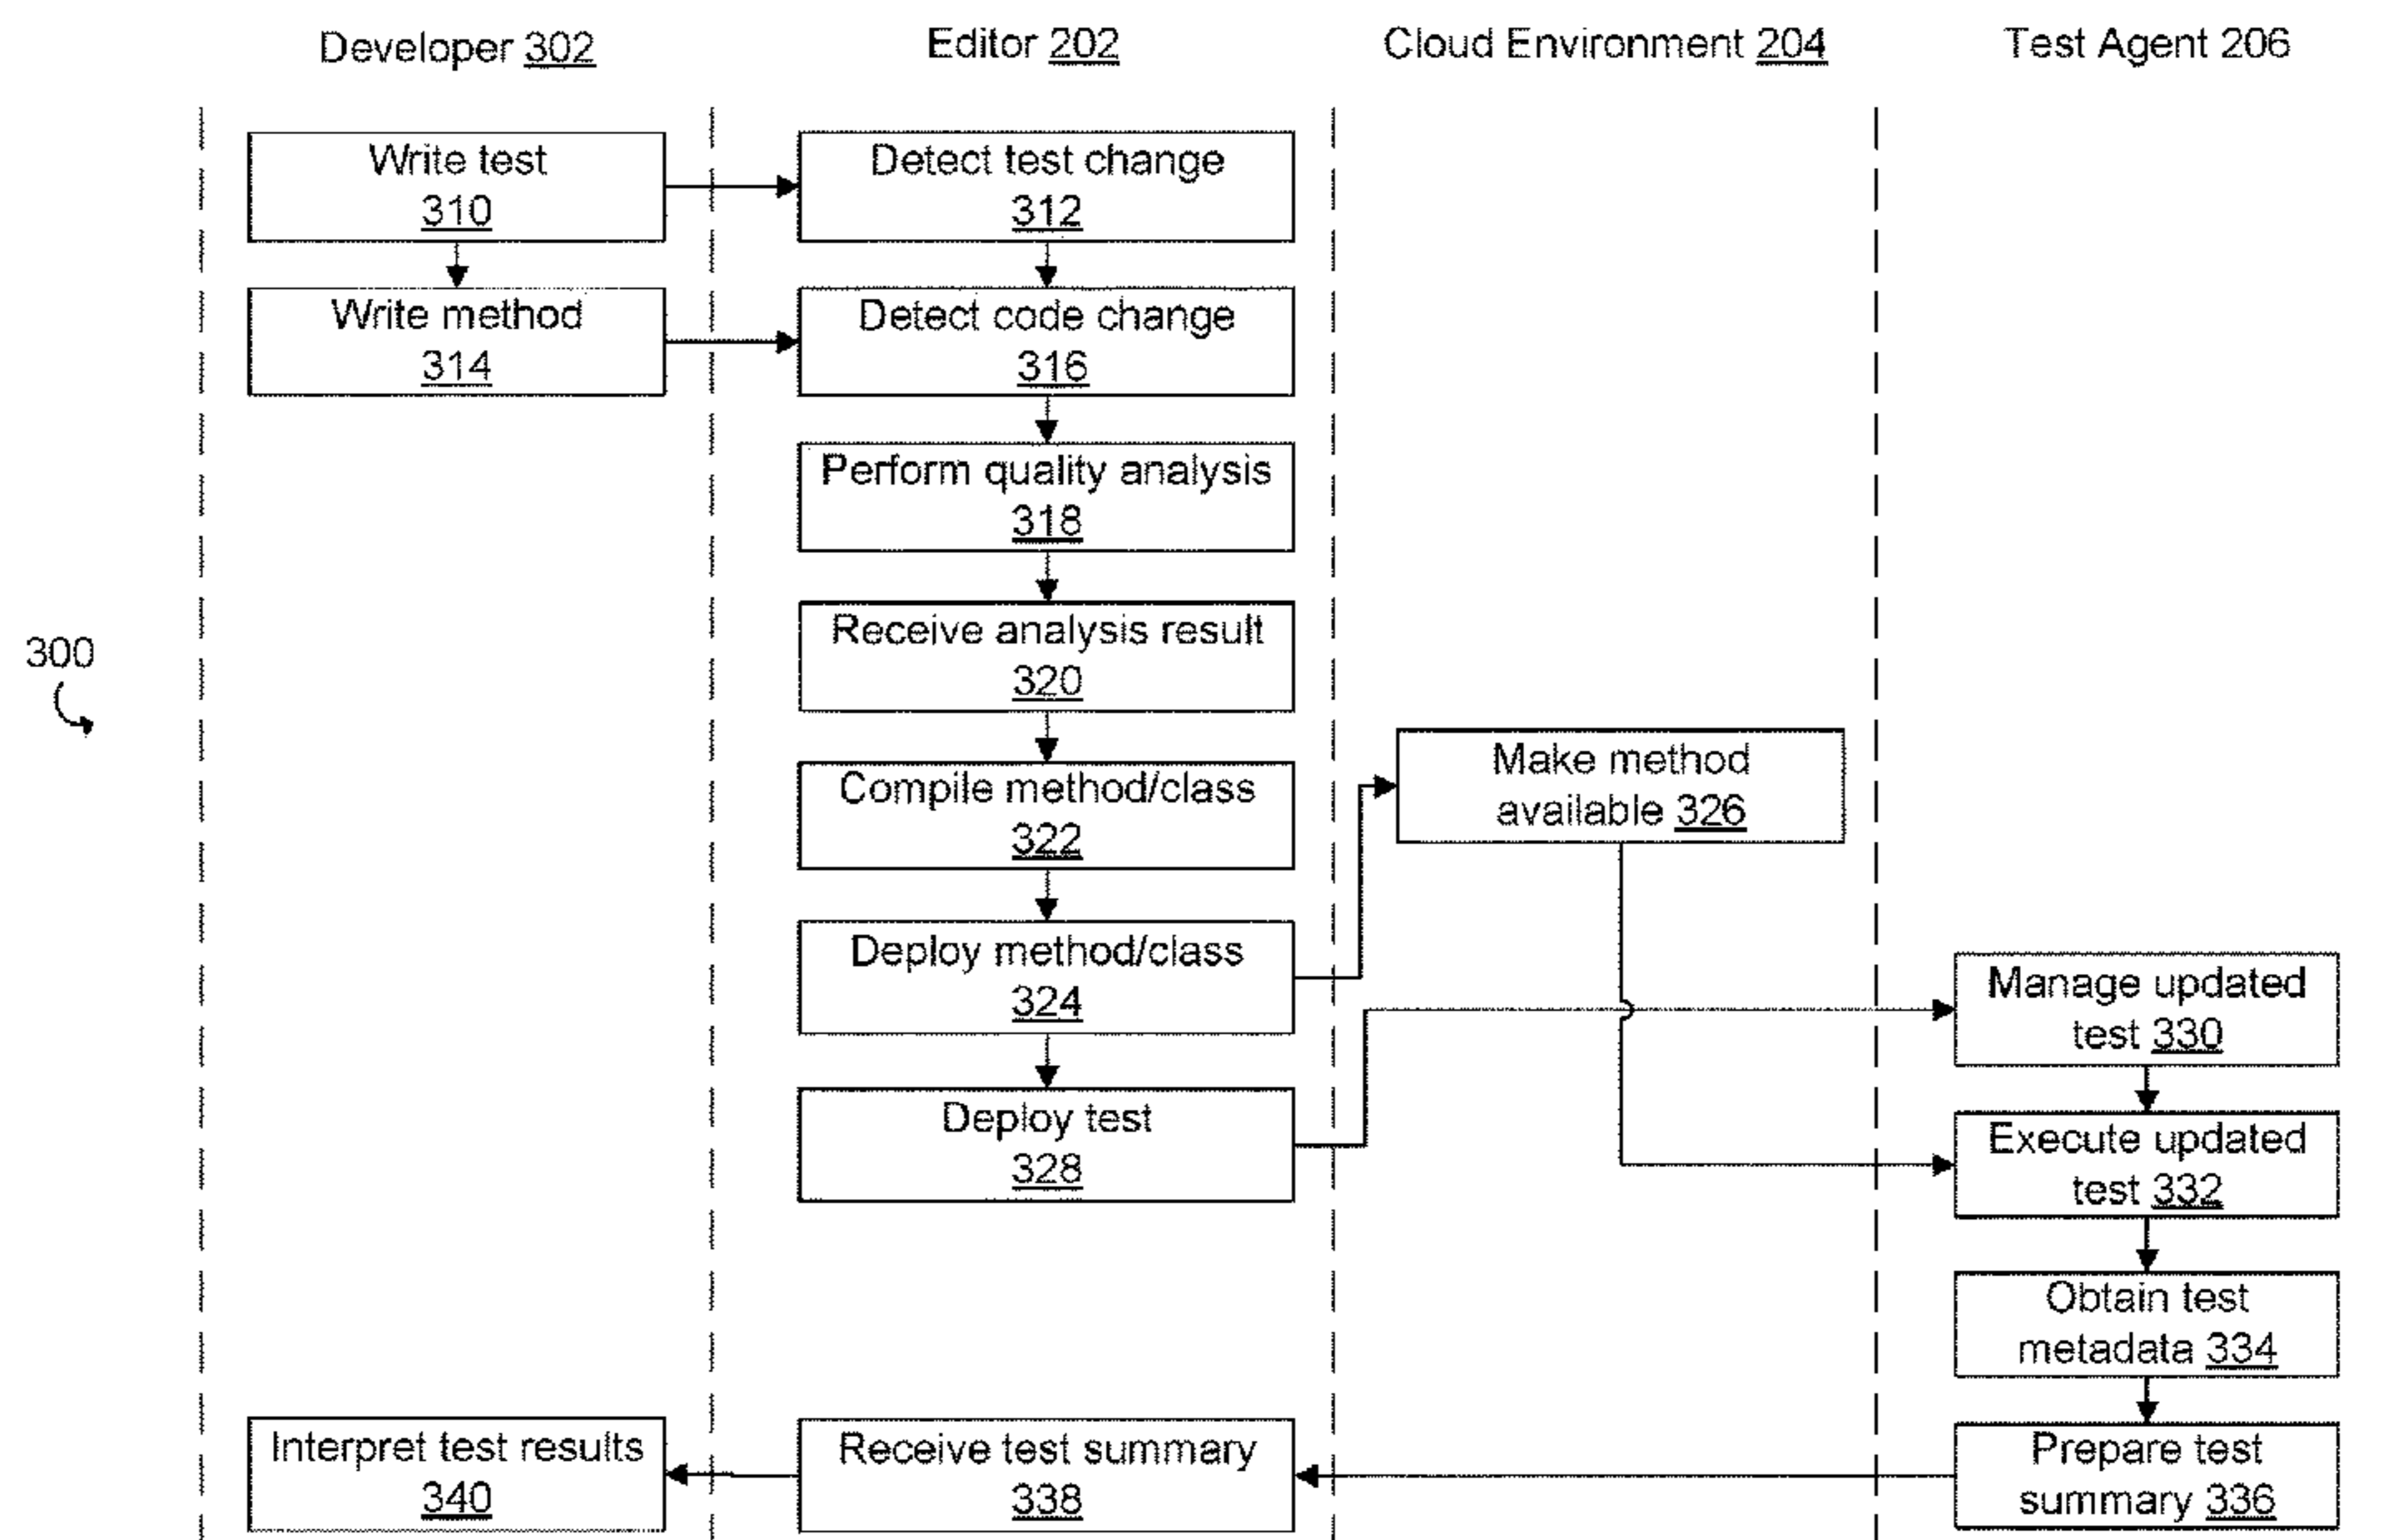 Developer 302
Editor 202
Cloud Environment 204
Test Agent 206
Write test
310
Detect test change
312
Write method
314
Detect code change
316
Perform quality analysis
318
Receive analysis result
320
300
Compile method/class
322
Make method
available 326
Deploy method/class
324
Manage updated
test 330
Deploy test
328
Execute updated
test 332
Obtain test
metadata 334
Interpret test results
340
Receive test summary
338
Prepare test
summary 336